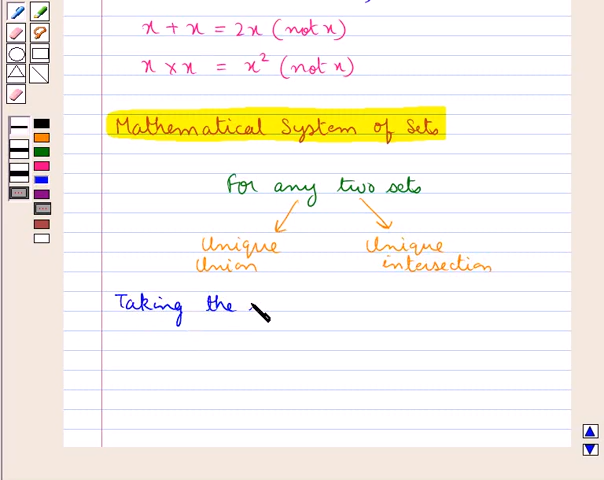 x + x = 2x (not x)
x × x = x² (not x)
Mathematical System of Sets
For any two sets
Unique Union
Unique intersection
Taking the